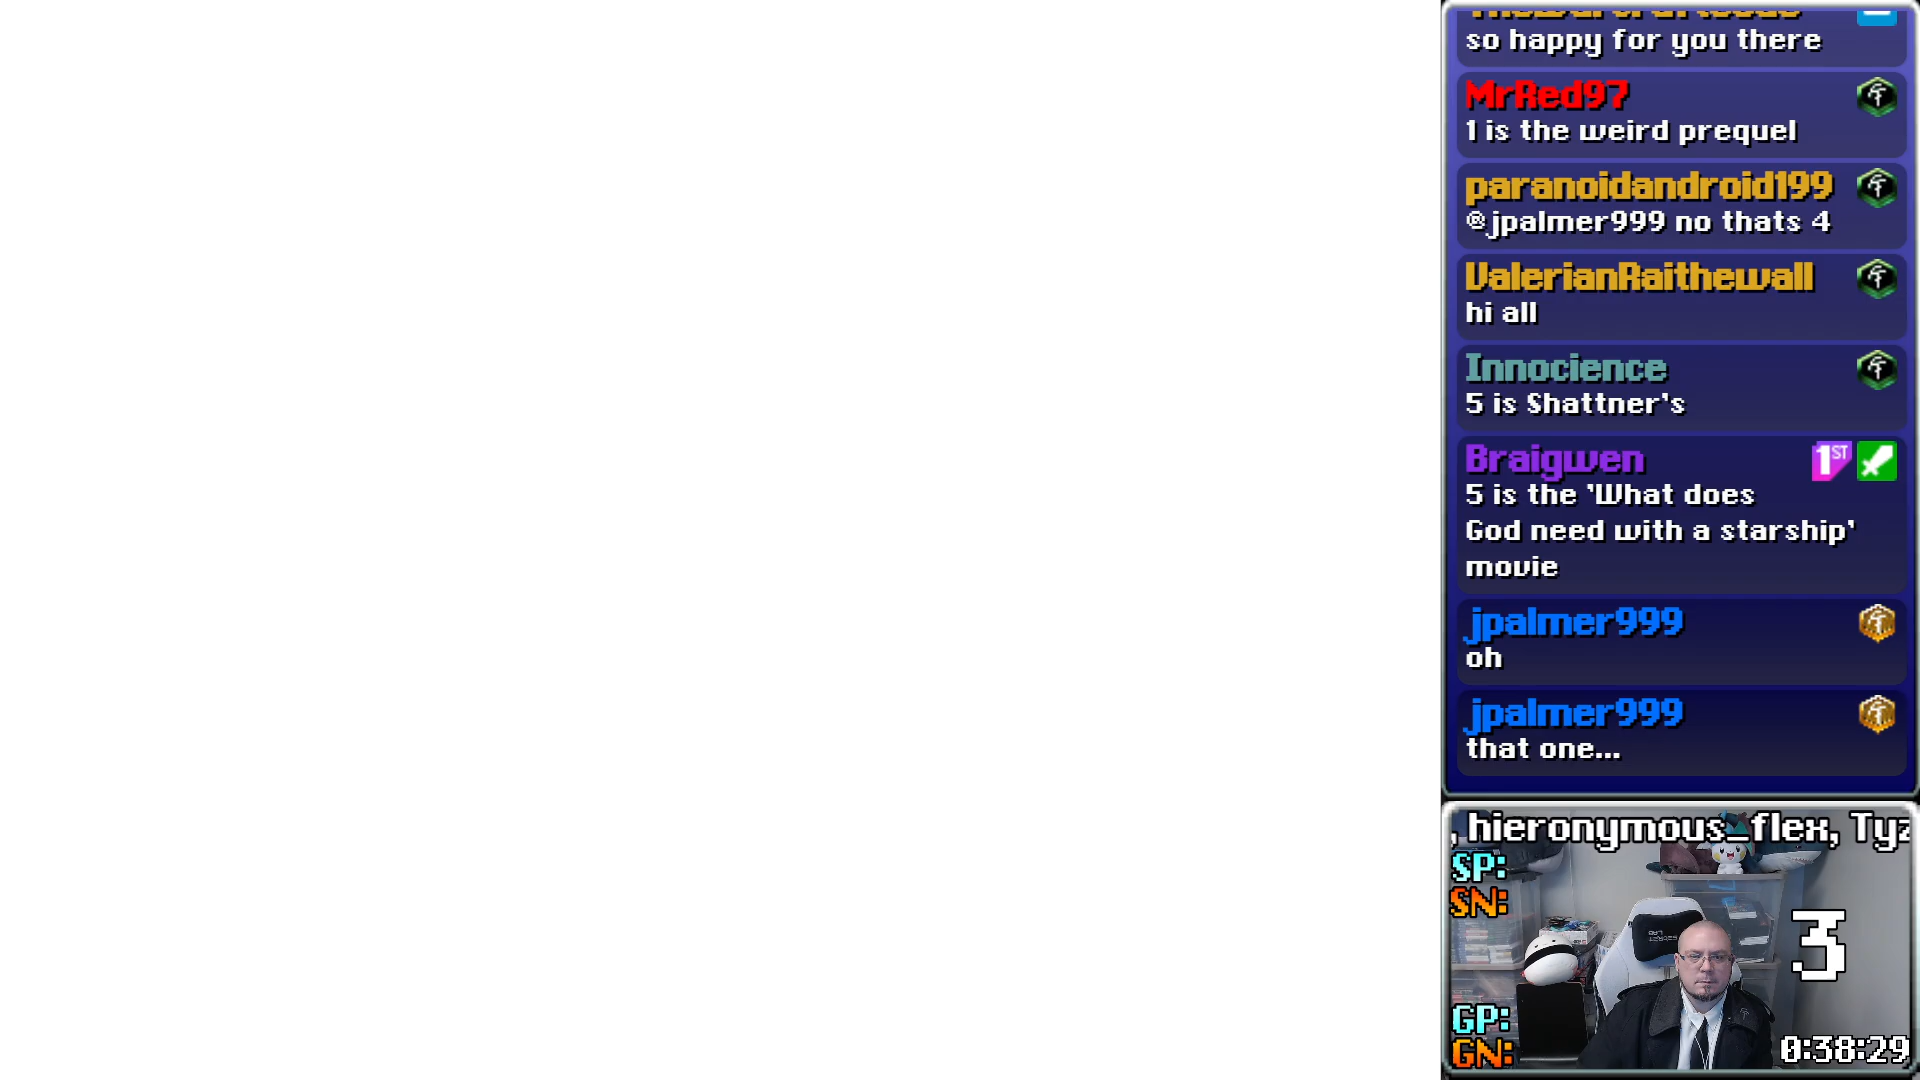 so happy for you there
MrRed97
1 is the weird prequel
paranoidandroid199
@jpalmer999 no thats 4
ValerianRaithewall
hi all
Innocience
5 is Shattner's
Braigwen
1ST
5 is the 'What does
God need with a starship'
movie
jpalmer999
oh
jpalmer999
that one...
, hieronymous_flex, Tyz
SP:
SN:
3
GP:
GN:
0:38:29